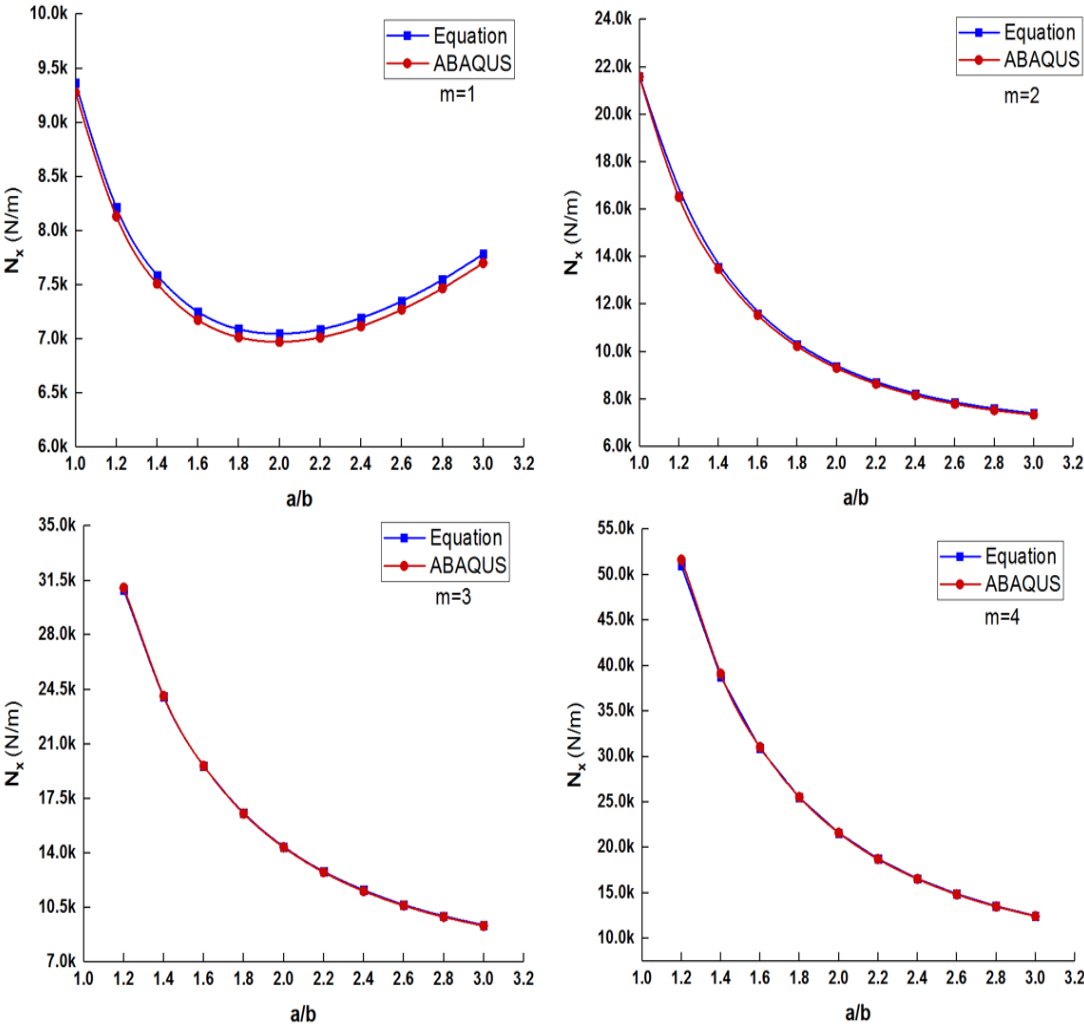 10.0k
9.5k
9.0k
8.5k
8.0k
7.5k
7.0k
6.5k
6.0k
Nx (N/m)
1.0 1.2 1.4 1.6 1.8 2.0 2.2 2.4 2.6 2.8 3.0 3.2
a/b
Equation
ABAQUS
m=1
24.0k
22.0k
20.0k
18.0k
16.0k
14.0k
12.0k
10.0k
8.0k
6.0k
Nx (N/m)
1.0 1.2 1.4 1.6 1.8 2.0 2.2 2.4 2.6 2.8 3.0 3.2
a/b
Equation
ABAQUS
m=2
35.0k
31.5k
28.0k
24.5k
21.0k
17.5k
14.0k
10.5k
7.0k
Nx (N/m)
1.0 1.2 1.4 1.6 1.8 2.0 2.2 2.4 2.6 2.8 3.0 3.2
a/b
Equation
ABAQUS
m=3
55.0k
50.0k
45.0k
40.0k
35.0k
30.0k
25.0k
20.0k
15.0k
10.0k
Nx (N/m)
1.0 1.2 1.4 1.6 1.8 2.0 2.2 2.4 2.6 2.8 3.0 3.2
a/b
Equation
ABAQUS
m=4